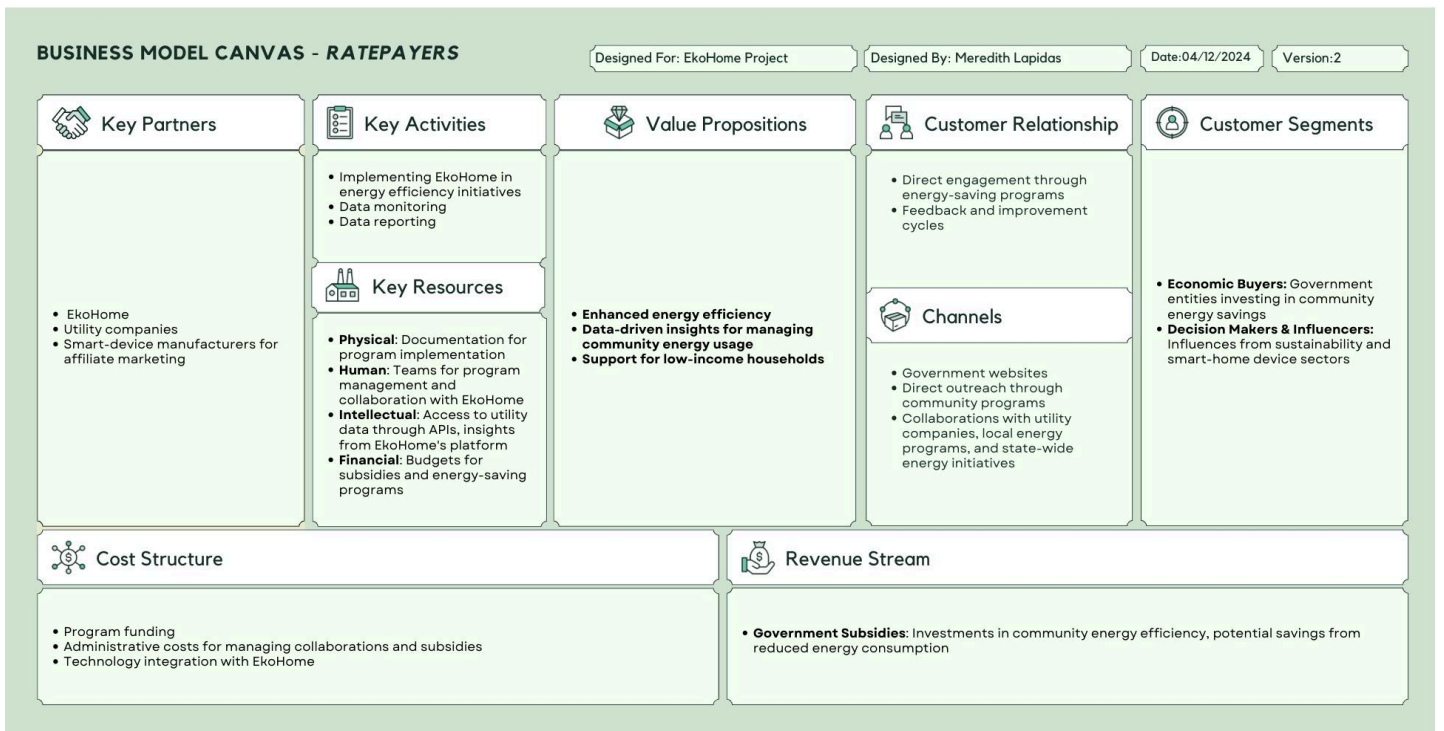 BUSINESS MODEL CANVAS - RATEPAYERS
Designed For: EkoHome Project
Designed By: Meredith Lapidas
Date:04/12/2024
Version:2
Key Partners
• EkoHome
• Utility companies
• Smart-device manufacturers for
affiliate marketing
Key Activities
• Implementing EkoHome in
energy efficiency initiatives
• Data monitoring
• Data reporting
Key Resources
• Physical: Documentation for
program implementation
• Human: Teams for program
management and
collaboration with EkoHome
• Intellectual: Access to utility
data through APIs, insights
from EkoHome's platform
• Financial: Budgets for
subsidies and energy-saving
programs
Value Propositions
• Enhanced energy efficiency
• Data-driven insights for managing
community energy usage
• Support for low-income households
Customer Relationship
• Direct engagement through
energy-saving programs
• Feedback and improvement
cycles
Channels
• Government websites
• Direct outreach through
community programs
• Collaborations with utility
companies, local energy
programs, and state-wide
energy initiatives
Customer Segments
• Economic Buyers: Government
entities investing in community
energy savings
• Decision Makers & Influencers:
Influences from sustainability and
smart-home device sectors
Cost Structure
• Program funding
• Administrative costs for managing collaborations and subsidies
• Technology integration with EkoHome
Revenue Stream
• Government Subsidies: Investments in community energy efficiency, potential savings from
reduced energy consumption